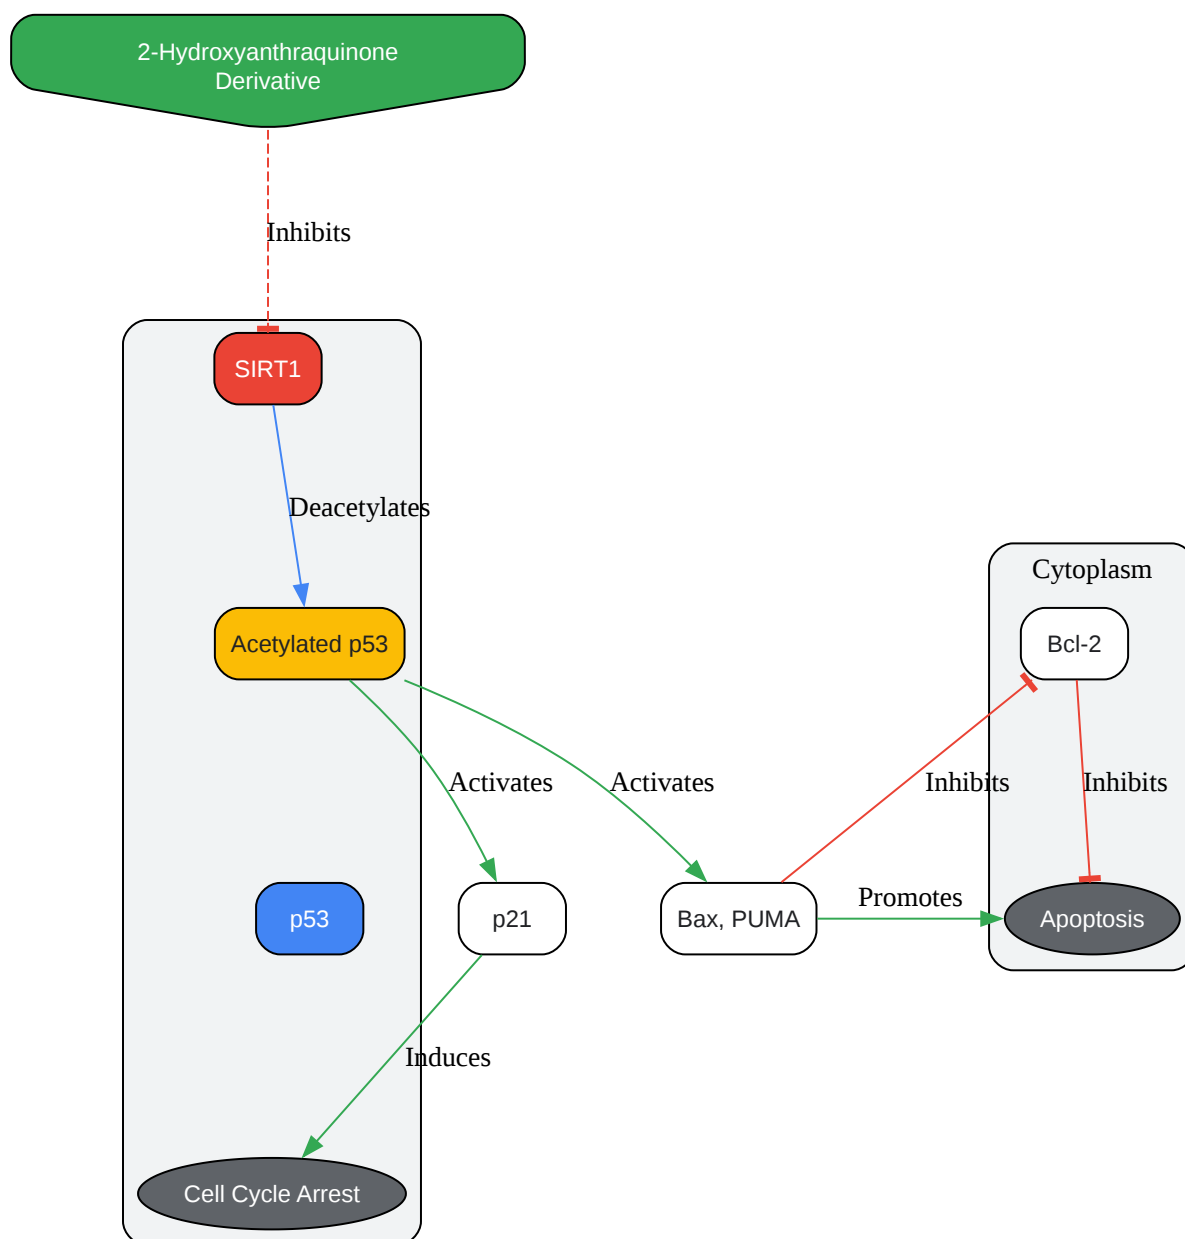 2-Hydroxyanthraquinone
Derivative
Inhibits
SIRT1
Deacetylates
Cytoplasm
Acetylated p53
Bcl-2
Activates
Activates
Inhibits
Inhibits
Promotes
p53
p21
Bax, PUMA
Apoptosis
Induces
Cell Cycle Arrest